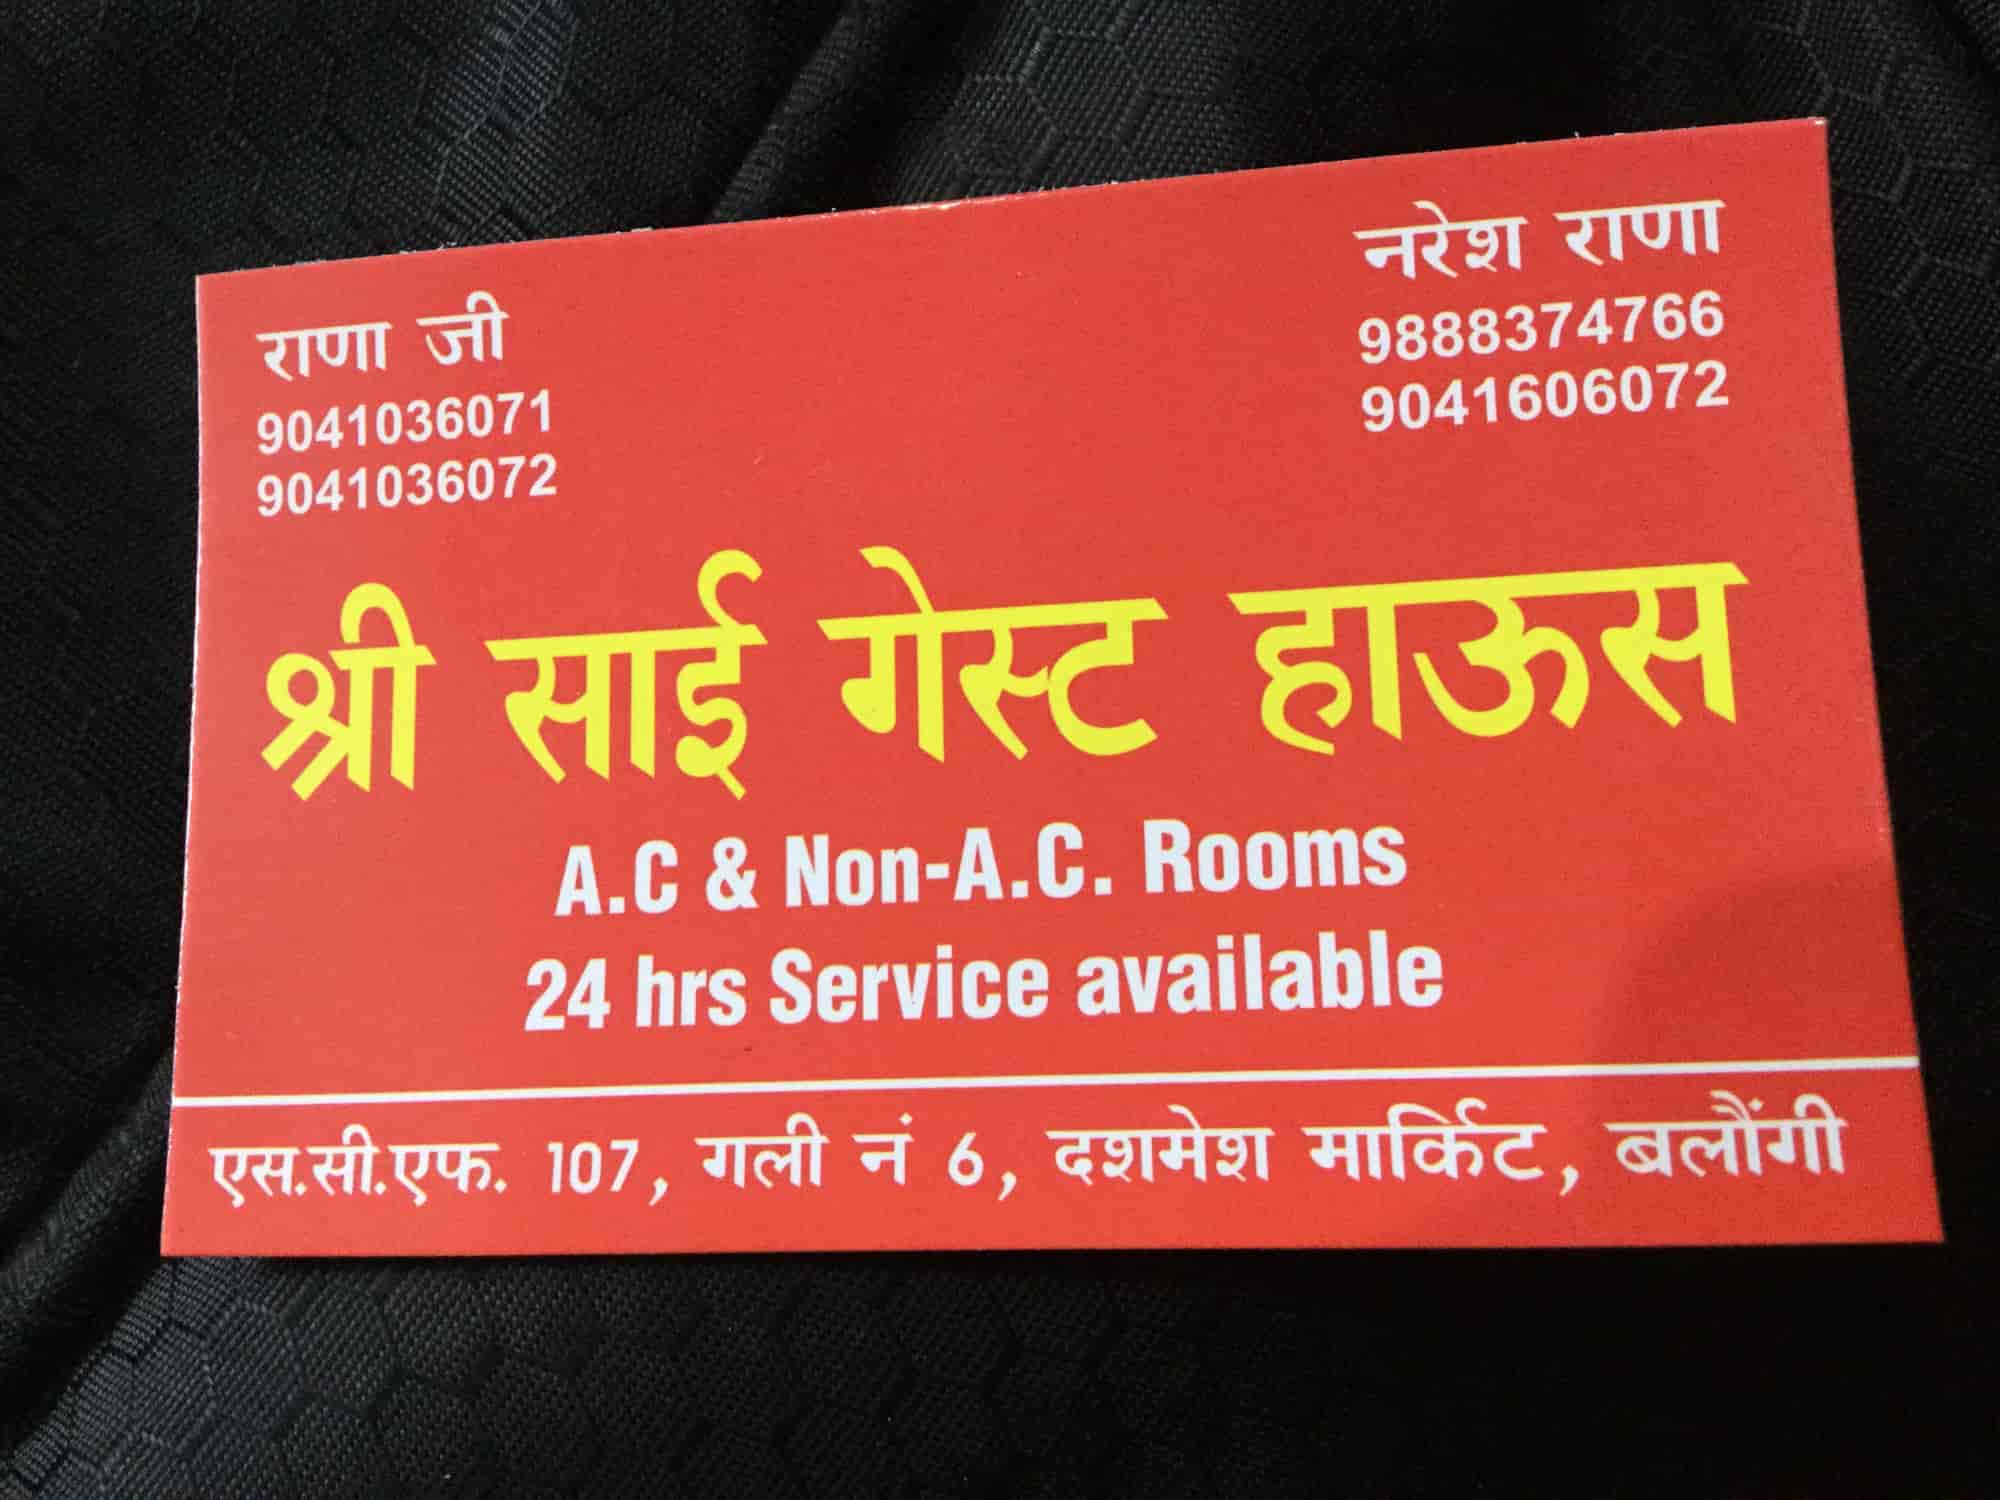 राणा जी
9041036071
9041036072
नरेश राणा
9888374766
9041606072
श्री साई गेस्ट हाऊस
A.C & Non-A.C. Rooms
24 hrs Service available
एस.सी.एफ. 107, गली नं 6, दशमेश मार्किट, बलौंगी